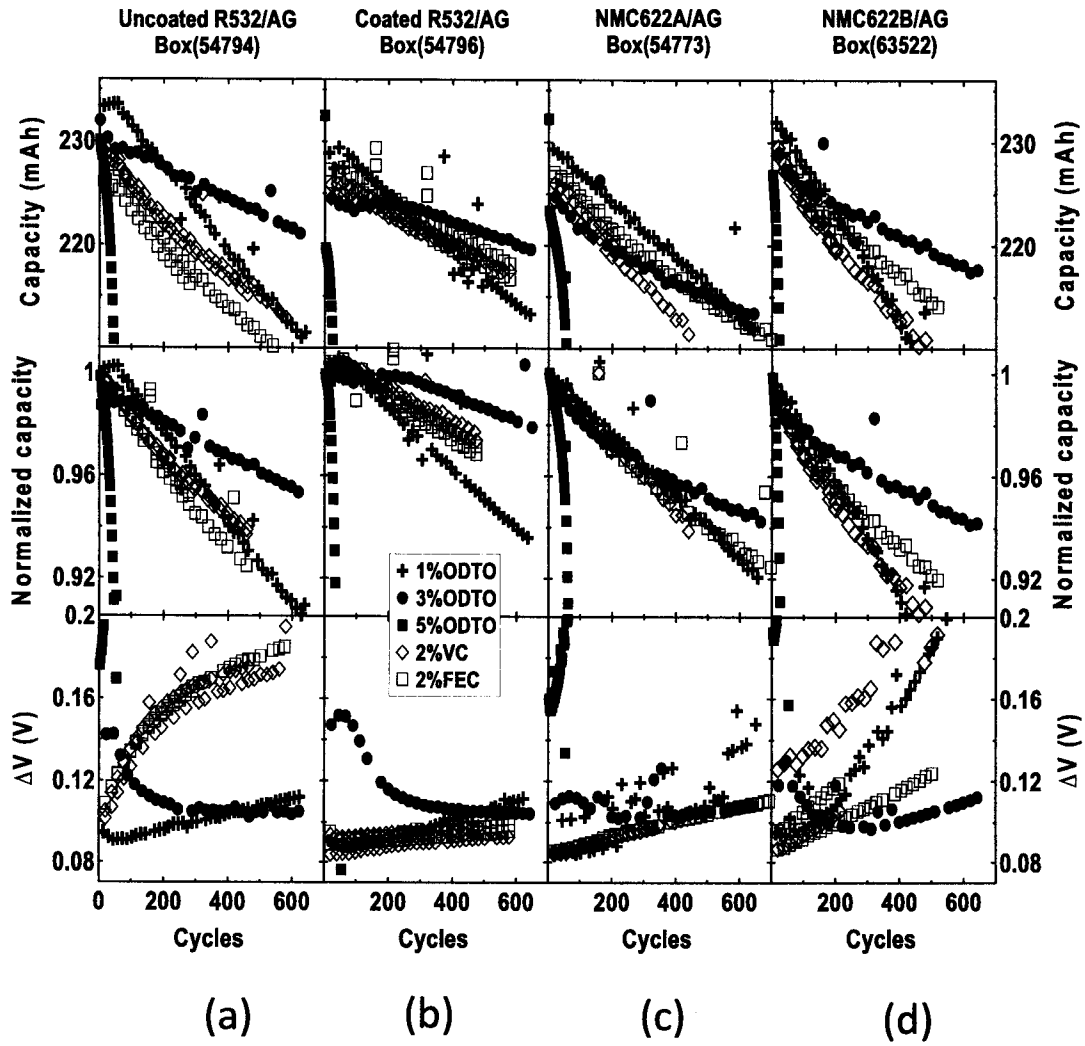 Uncoated R532/AG Coated R532/AG NMC622A/AG NMC622B/AG
Box(54794) Box(54796) Box(54773) Box(63522)
Capacity (mAh)
230
220
230
220
Capacity (mAh)
Normalized capacity
1
0.96
0.92
1
0.96
0.92
Normalized capacity
1%ODTO
3%ODTO
5%ODTO
2%VC
2%FEC
ΔV (V)
0.2
0.16
0.12
0.08
0.2
0.16
0.12
0.08
ΔV (V)
0 200 400 600 200 400 600 200 400 600 200 400 600
Cycles Cycles Cycles Cycles
(a) (b) (c) (d)